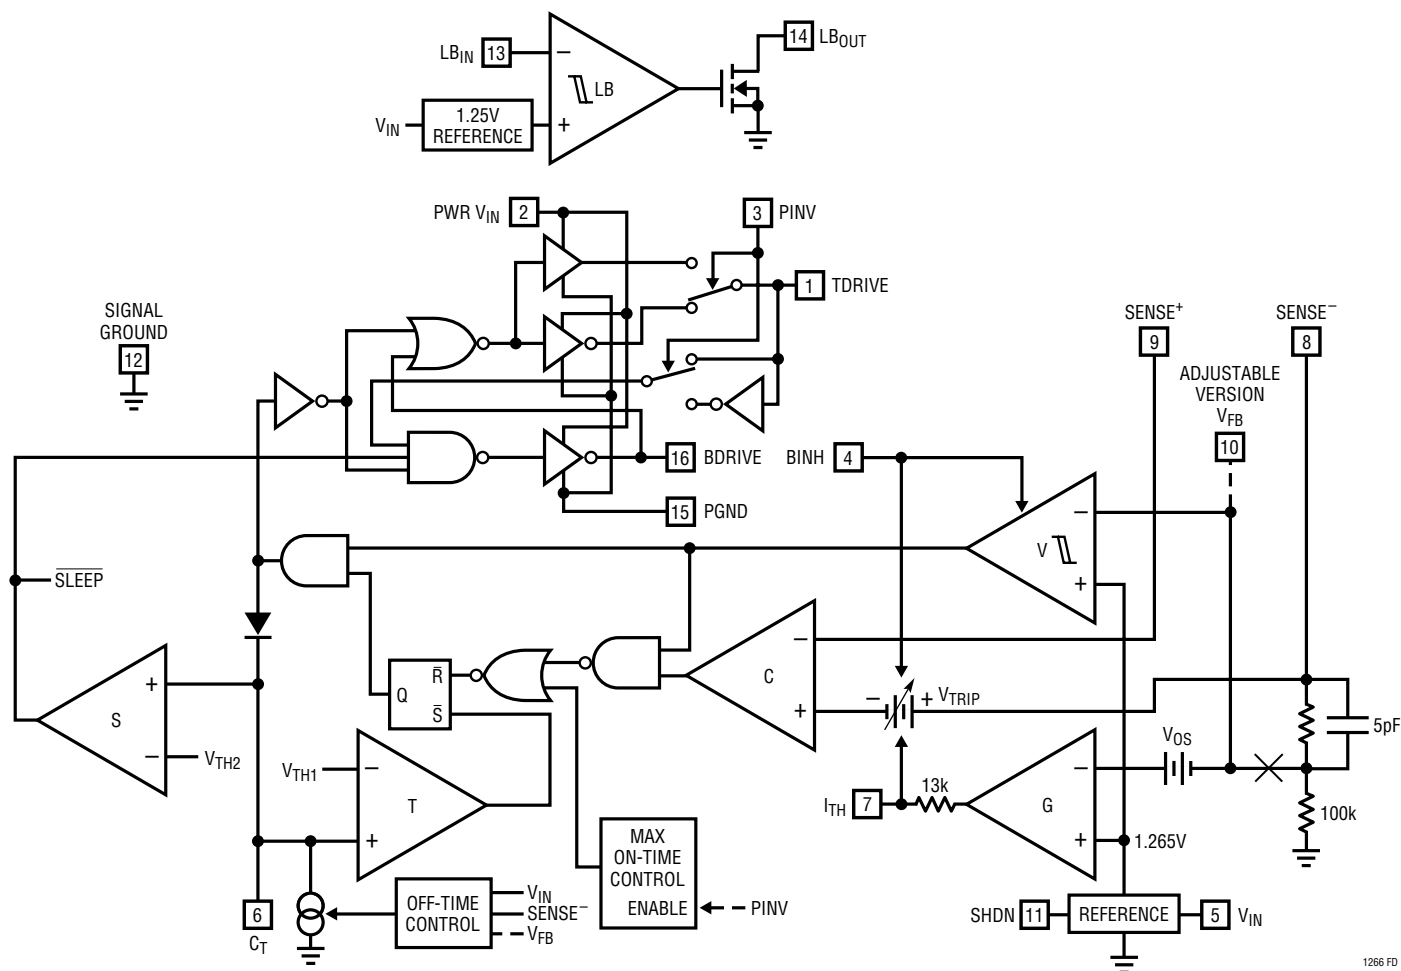 LBIN 13
− LB +
14 LBOUT
VIN
1.25V
REFERENCE
PWR VIN 2
3 PINV
1 TDRIVE
SIGNAL
GROUND
12
SENSE+
9
SENSE−
8
ADJUSTABLE
VERSION
VFB
10
16 BDRIVE
BINH 4
15 PGND
− V +
SLEEP
+ S −
VTH2
Q R̅ S̅
− C +
− + VTRIP
5pF
VOS
VTH1
− T +
ITH 7
13k
− G +
100k
1.265V
MAX
ON-TIME
CONTROL
ENABLE
PINV
6
CT
OFF-TIME
CONTROL
VIN
SENSE−
VFB
SHDN 11
REFERENCE
5 VIN
1266 FD